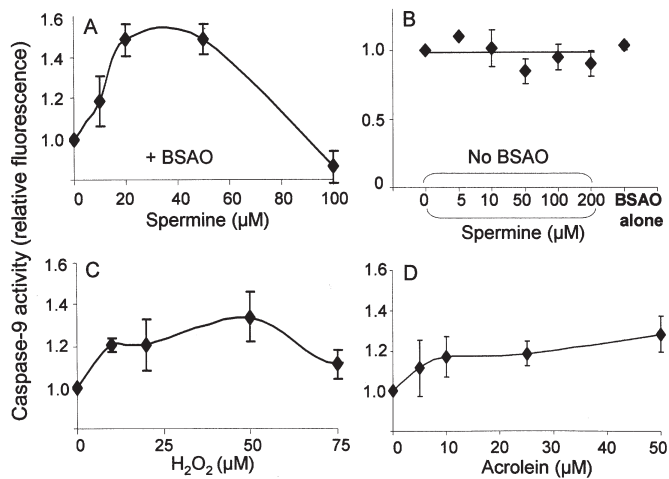 Caspase-9 activity (relative fluorescence)
A
1.6
1.4
1.2
1.0
+ BSAO
0 20 40 60 80 100
Spermine (µM)
B
1.0
0.5
0
No BSAO
0 5 10 50 100 200 BSAO
alone
Spermine (µM)
C
1.6
1.4
1.2
1.0
0 25 50 75
H₂O₂ (µM)
D
1.6
1.4
1.2
1.0
0 10 20 30 40 50
Acrolein (µM)